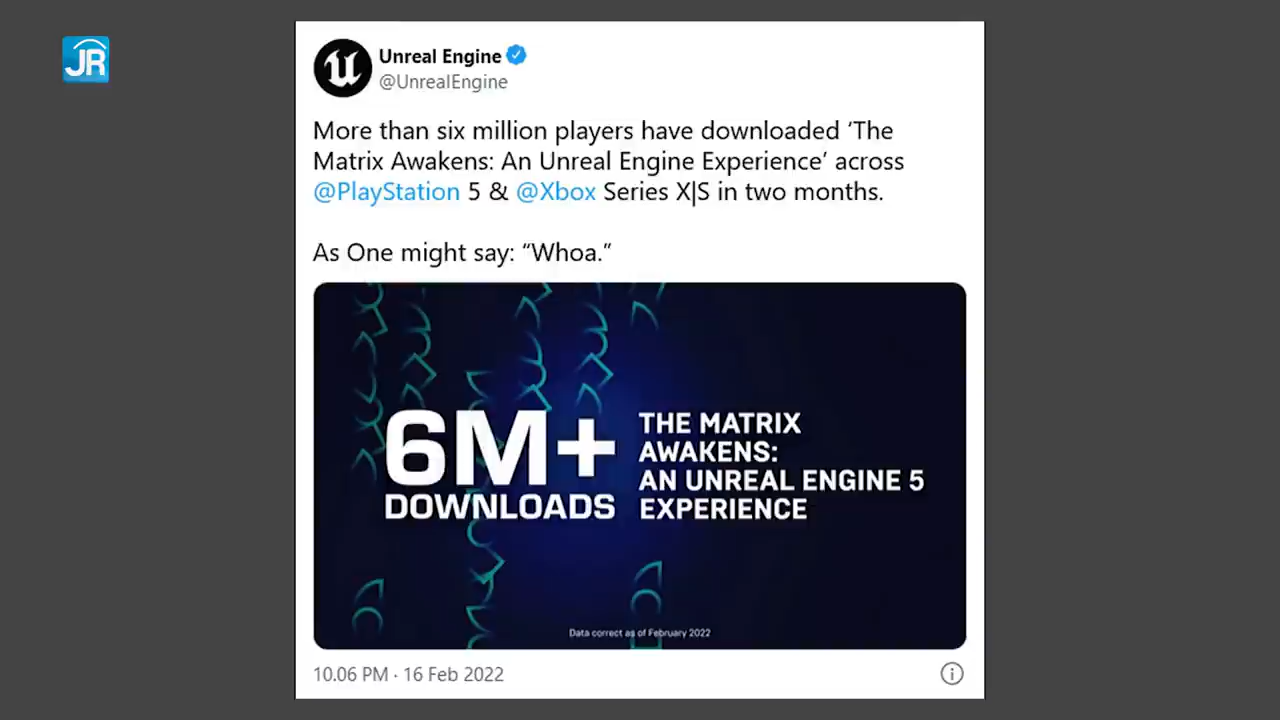 JR
Unreal Engine
@UnrealEngine
More than six million players have downloaded ‘The
Matrix Awakens: An Unreal Engine Experience’ across
@PlayStation 5 & @Xbox Series X|S in two months.
As One might say: “Whoa.”
6M+
DOWNLOADS
THE MATRIX
AWAKENS:
AN UNREAL ENGINE 5
EXPERIENCE
Data correct as of February 2022
10.06 PM · 16 Feb 2022